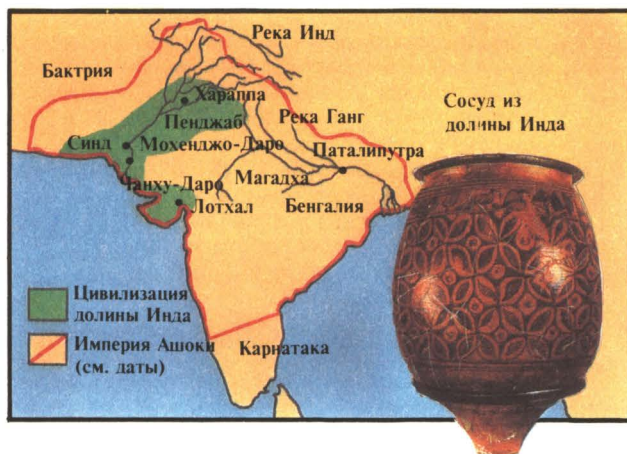 Река Инд
Бактрия
Хараппа
Сосуд из
долины Инда
Пенджаб
Река Ганг
Синд
Мохенджо-Даро
Паталипутра
Чанху-Даро
Магадха
Лотхал
Бенгалия
Цивилизация
долины Инда
Империя Ашоки
(см. даты)
Карнатака